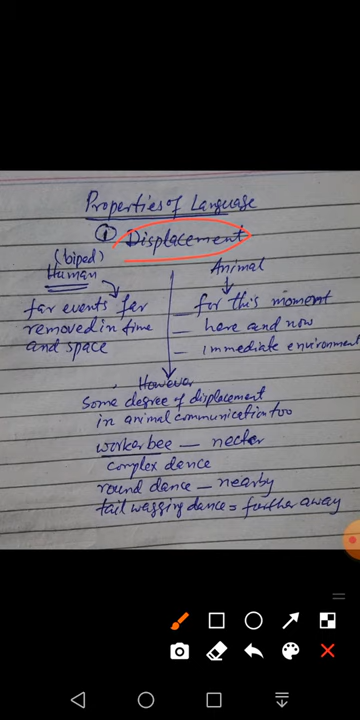 Properties of Language
① Displacement
(biped)
Human
far events far
removed in time
and space
Animal
for this moment
— here and now
— immediate environment
However
Some degree of displacement
in animal communication too
worker bee — necter
complex dance
round dance — nearby
tail wagging dance = further away